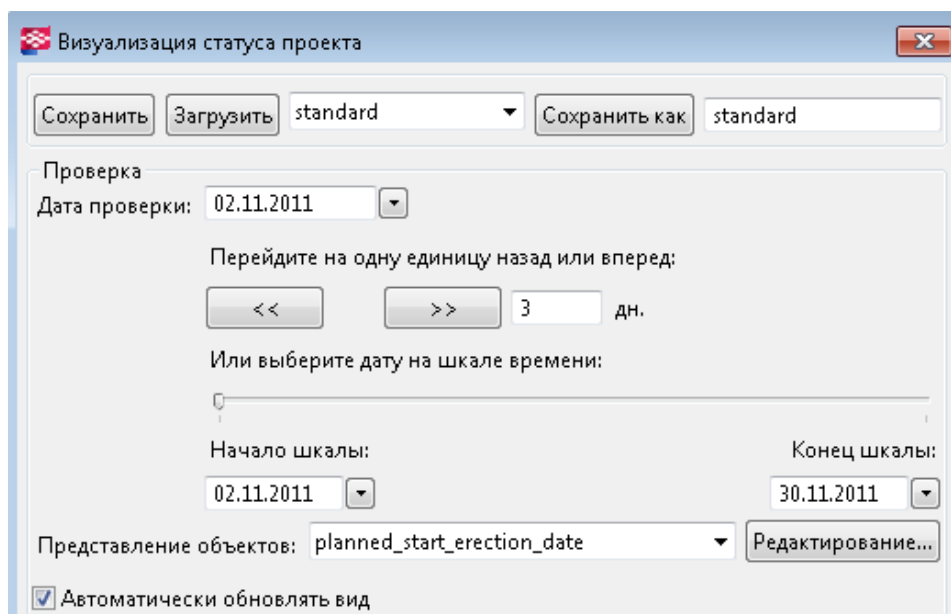 Визуализация статуса проекта
Сохранить Загрузить standard Сохранить как standard
Проверка
Дата проверки: 02.11.2011
Перейдите на одну единицу назад или вперед:
<< >> 3 дн.
Или выберите дату на шкале времени:
Начало шкалы: Конец шкалы:
02.11.2011 30.11.2011
Представление объектов: planned_start_erection_date Редактирование...
Автоматически обновлять вид